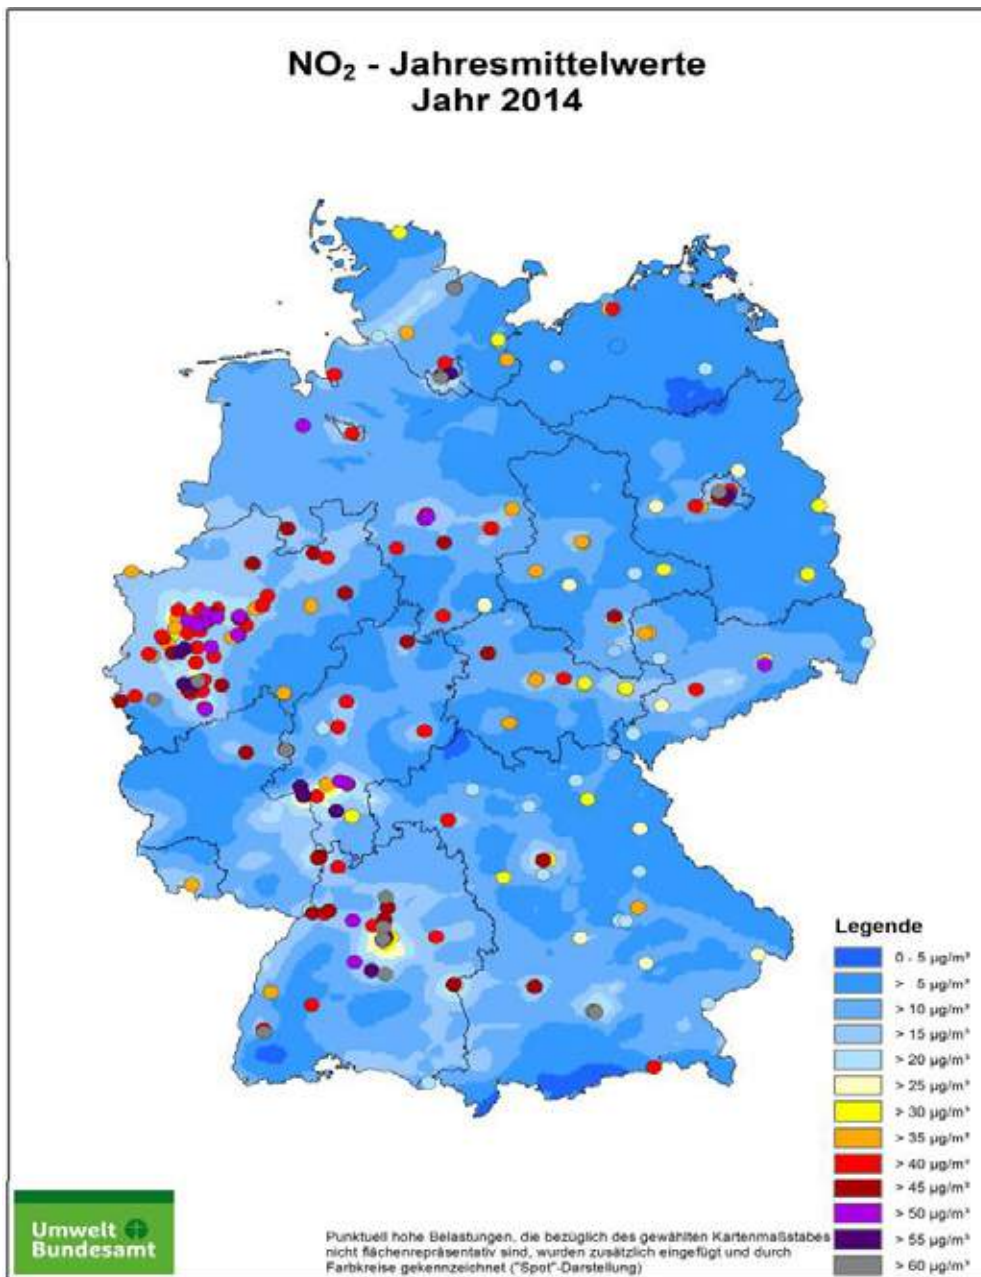 NO₂ - Jahresmittelwerte
Jahr 2014
Legende
0 - 5 µg/m³
> 5 µg/m³
> 10 µg/m³
> 15 µg/m³
> 20 µg/m³
> 25 µg/m³
> 30 µg/m³
> 35 µg/m³
> 40 µg/m³
> 45 µg/m³
> 50 µg/m³
> 55 µg/m³
> 60 µg/m³
Umwelt
Bundesamt
Punktuell hohe Belastungen, die bezüglich des gewählten Kartenmaßstabes
nicht flächenrepräsentativ sind, wurden zusätzlich eingefügt und durch
Farbkreise gekennzeichnet ("Spot"-Darstellung)